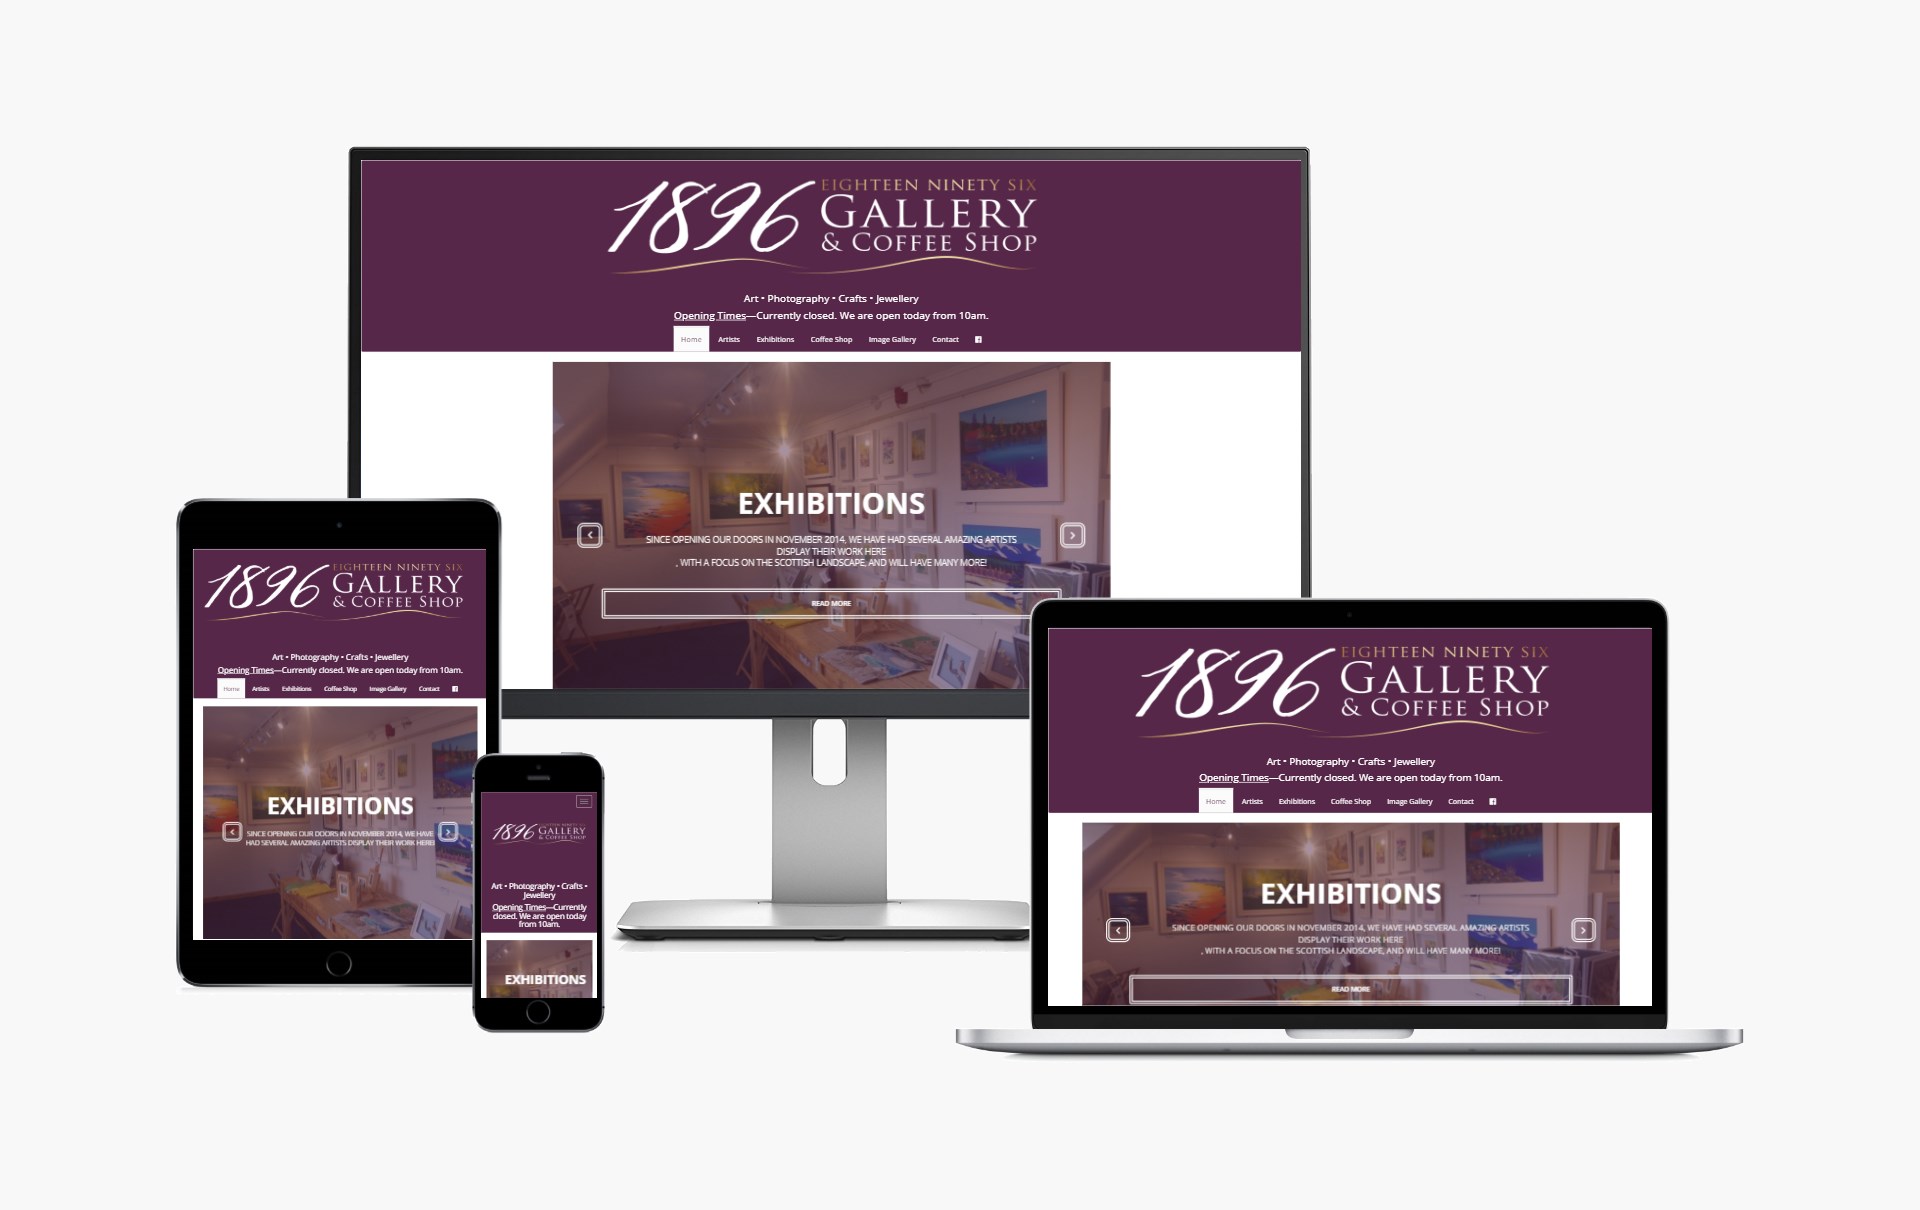 1896 EIGHTEEN NINETY SIX
GALLERY
& COFFEE SHOP
Art • Photography • Crafts • Jewellery
Opening Times—Currently closed. We are open today from 10am.
Home Artists Exhibitions Coffee Shop Image Gallery Contact
EXHIBITIONS
SINCE OPENING OUR DOORS IN NOVEMBER 2014, WE HAVE HAD SEVERAL AMAZING ARTISTS
DISPLAY THEIR WORK HERE
, WITH A FOCUS ON THE SCOTTISH LANDSCAPE, AND WILL HAVE MANY MORE!
READ MORE
1896 EIGHTEEN NINETY SIX
GALLERY
& COFFEE SHOP
Art • Photography • Crafts • Jewellery
Opening Times—Currently closed. We are open today from 10am.
Home Artists Exhibitions Coffee Shop Image Gallery Contact
EXHIBITIONS
SINCE OPENING OUR DOORS IN NOVEMBER 2014, WE HAVE
HAD SEVERAL AMAZING ARTISTS DISPLAY THEIR WORK HERE!
1896 EIGHTEEN NINETY SIX
GALLERY
& COFFEE SHOP
Art • Photography • Crafts •
Jewellery
Opening Times—Currently
closed. We are open today
from 10am.
EXHIBITIONS
1896 EIGHTEEN NINETY SIX
GALLERY
& COFFEE SHOP
Art • Photography • Crafts • Jewellery
Opening Times—Currently closed. We are open today from 10am.
Home Artists Exhibitions Coffee Shop Image Gallery Contact
EXHIBITIONS
SINCE OPENING OUR DOORS IN NOVEMBER 2014, WE HAVE HAD SEVERAL AMAZING ARTISTS
DISPLAY THEIR WORK HERE
, WITH A FOCUS ON THE SCOTTISH LANDSCAPE, AND WILL HAVE MANY MORE!
READ MORE